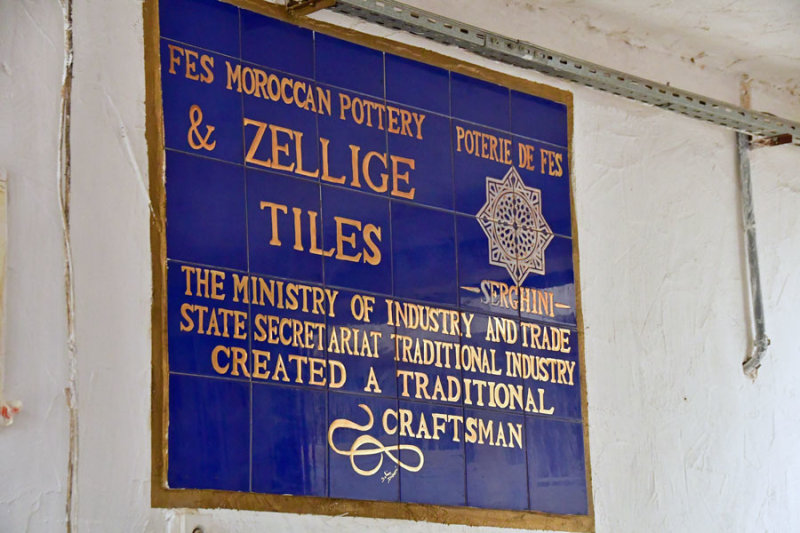 FES MOROCCAN POTTERY
& ZELLIGE
TILES
POTERIE DE FES
SERGHINI
THE MINISTRY OF INDUSTRY AND TRADE
STATE SECRETARIAT TRADITIONAL INDUSTRY
CREATED A TRADITIONAL
CRAFTSMAN